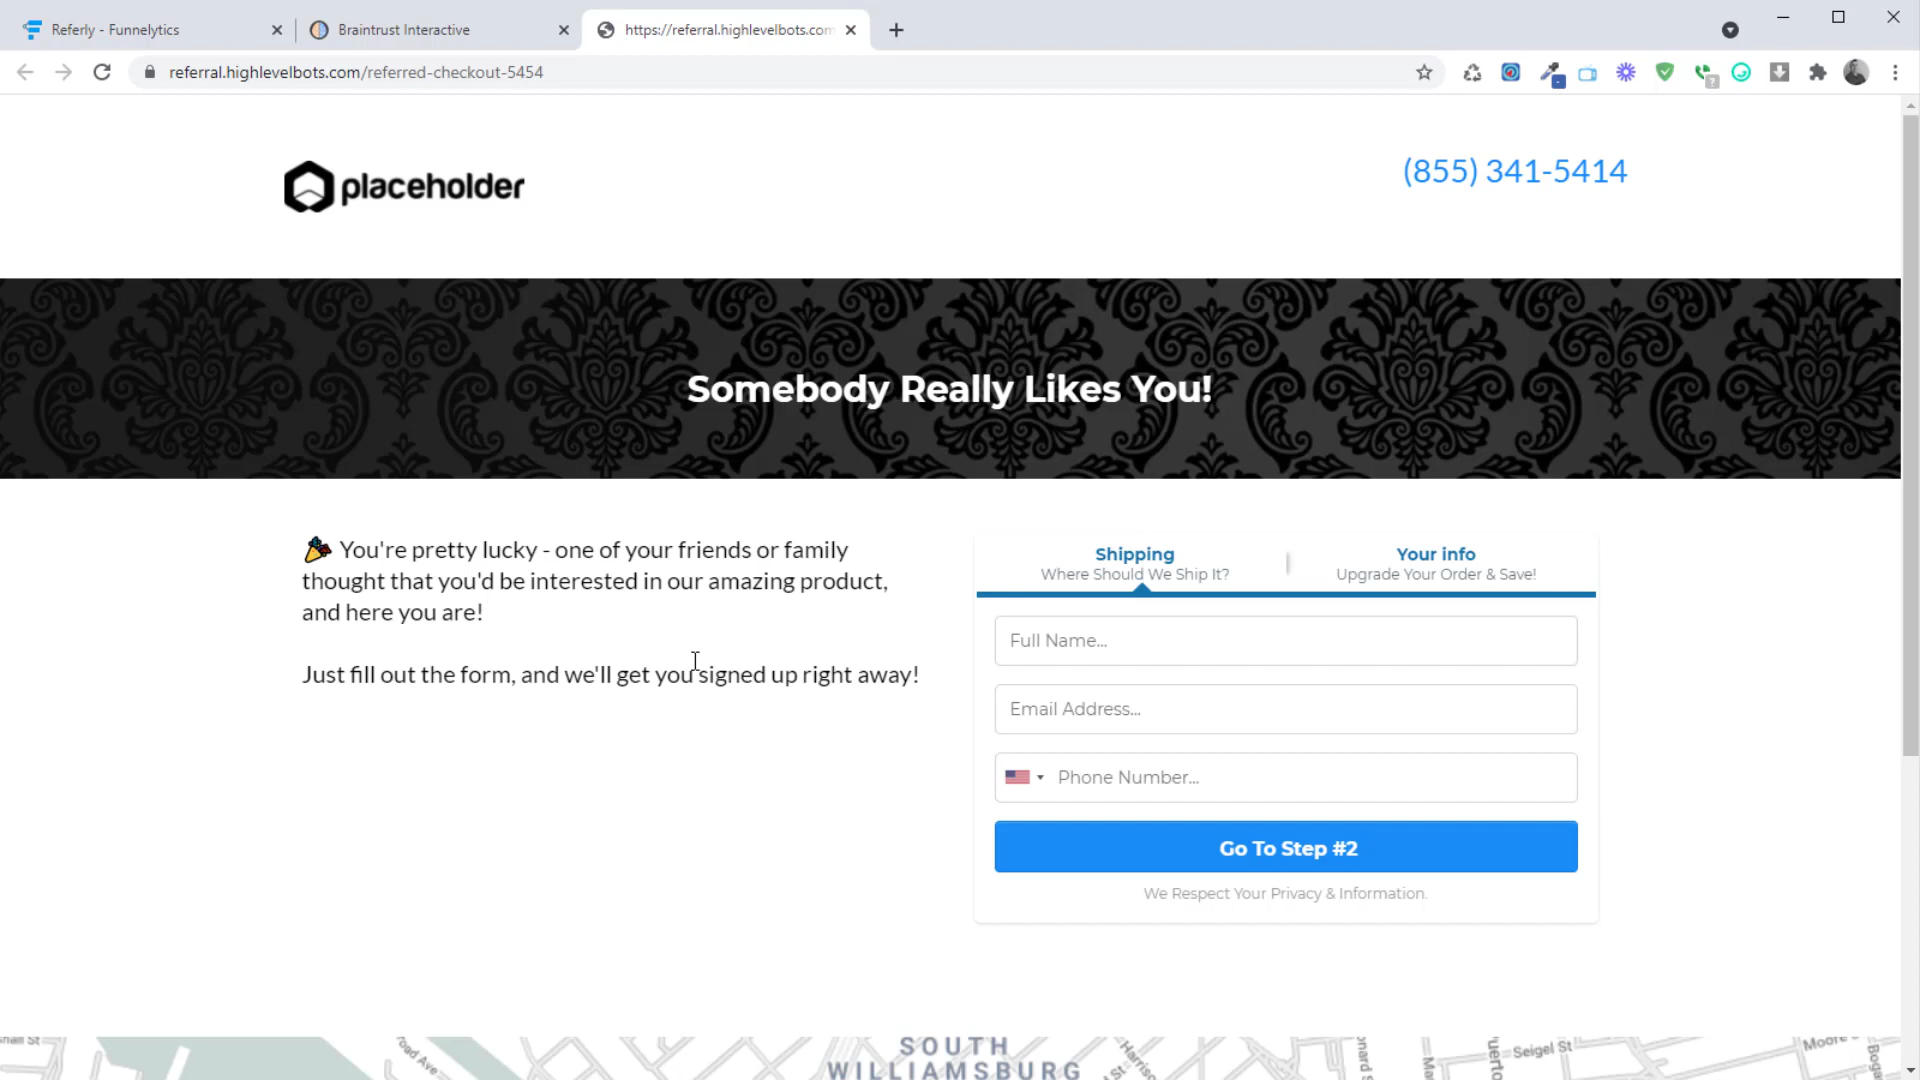 Referly - Funnelytics
Braintrust Interactive
https://referral.highlevelbots.com
referral.highlevelbots.com/referred-checkout-5454
placeholder
(855) 341-5414
Somebody Really Likes You!
🎉 You're pretty lucky - one of your friends or family
thought that you'd be interested in our amazing product,
and here you are!
Just fill out the form, and we'll get you signed up right away!
Shipping
Where Should We Ship It?
Your info
Upgrade Your Order & Save!
Full Name...
Email Address...
Phone Number...
Go To Step #2
We Respect Your Privacy & Information.
SOUTH
WILLIAMSBURG
Seigel St
Moore